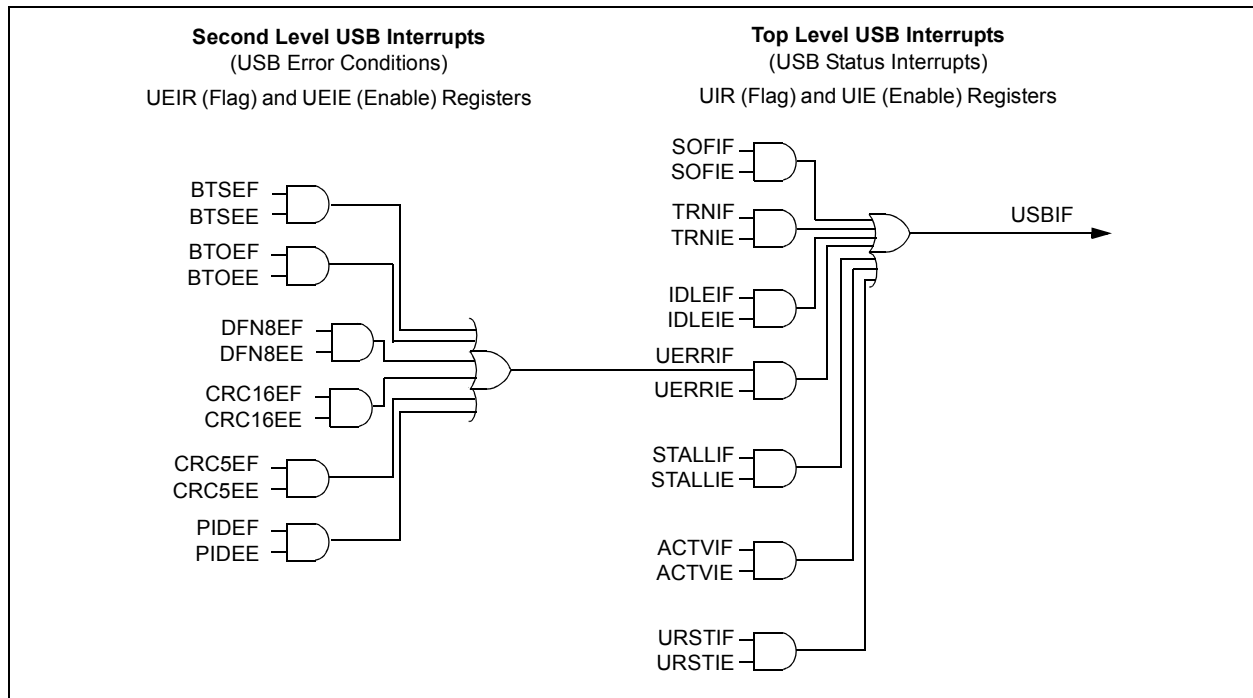 Second Level USB Interrupts
(USB Error Conditions)
UEIR (Flag) and UEIE (Enable) Registers
BTSEF
BTSEE
BTOEF
BTOEE
DFN8EF
DFN8EE
CRC16EF
CRC16EE
CRC5EF
CRC5EE
PIDEF
PIDEE
Top Level USB Interrupts
(USB Status Interrupts)
UIR (Flag) and UIE (Enable) Registers
SOFIF
SOFIE
TRNIF
TRNIE
IDLEIF
IDLEIE
UERRIF
UERRIE
STALLIF
STALLIE
ACTVIF
ACTVIE
URSTIF
URSTIE
USBIF